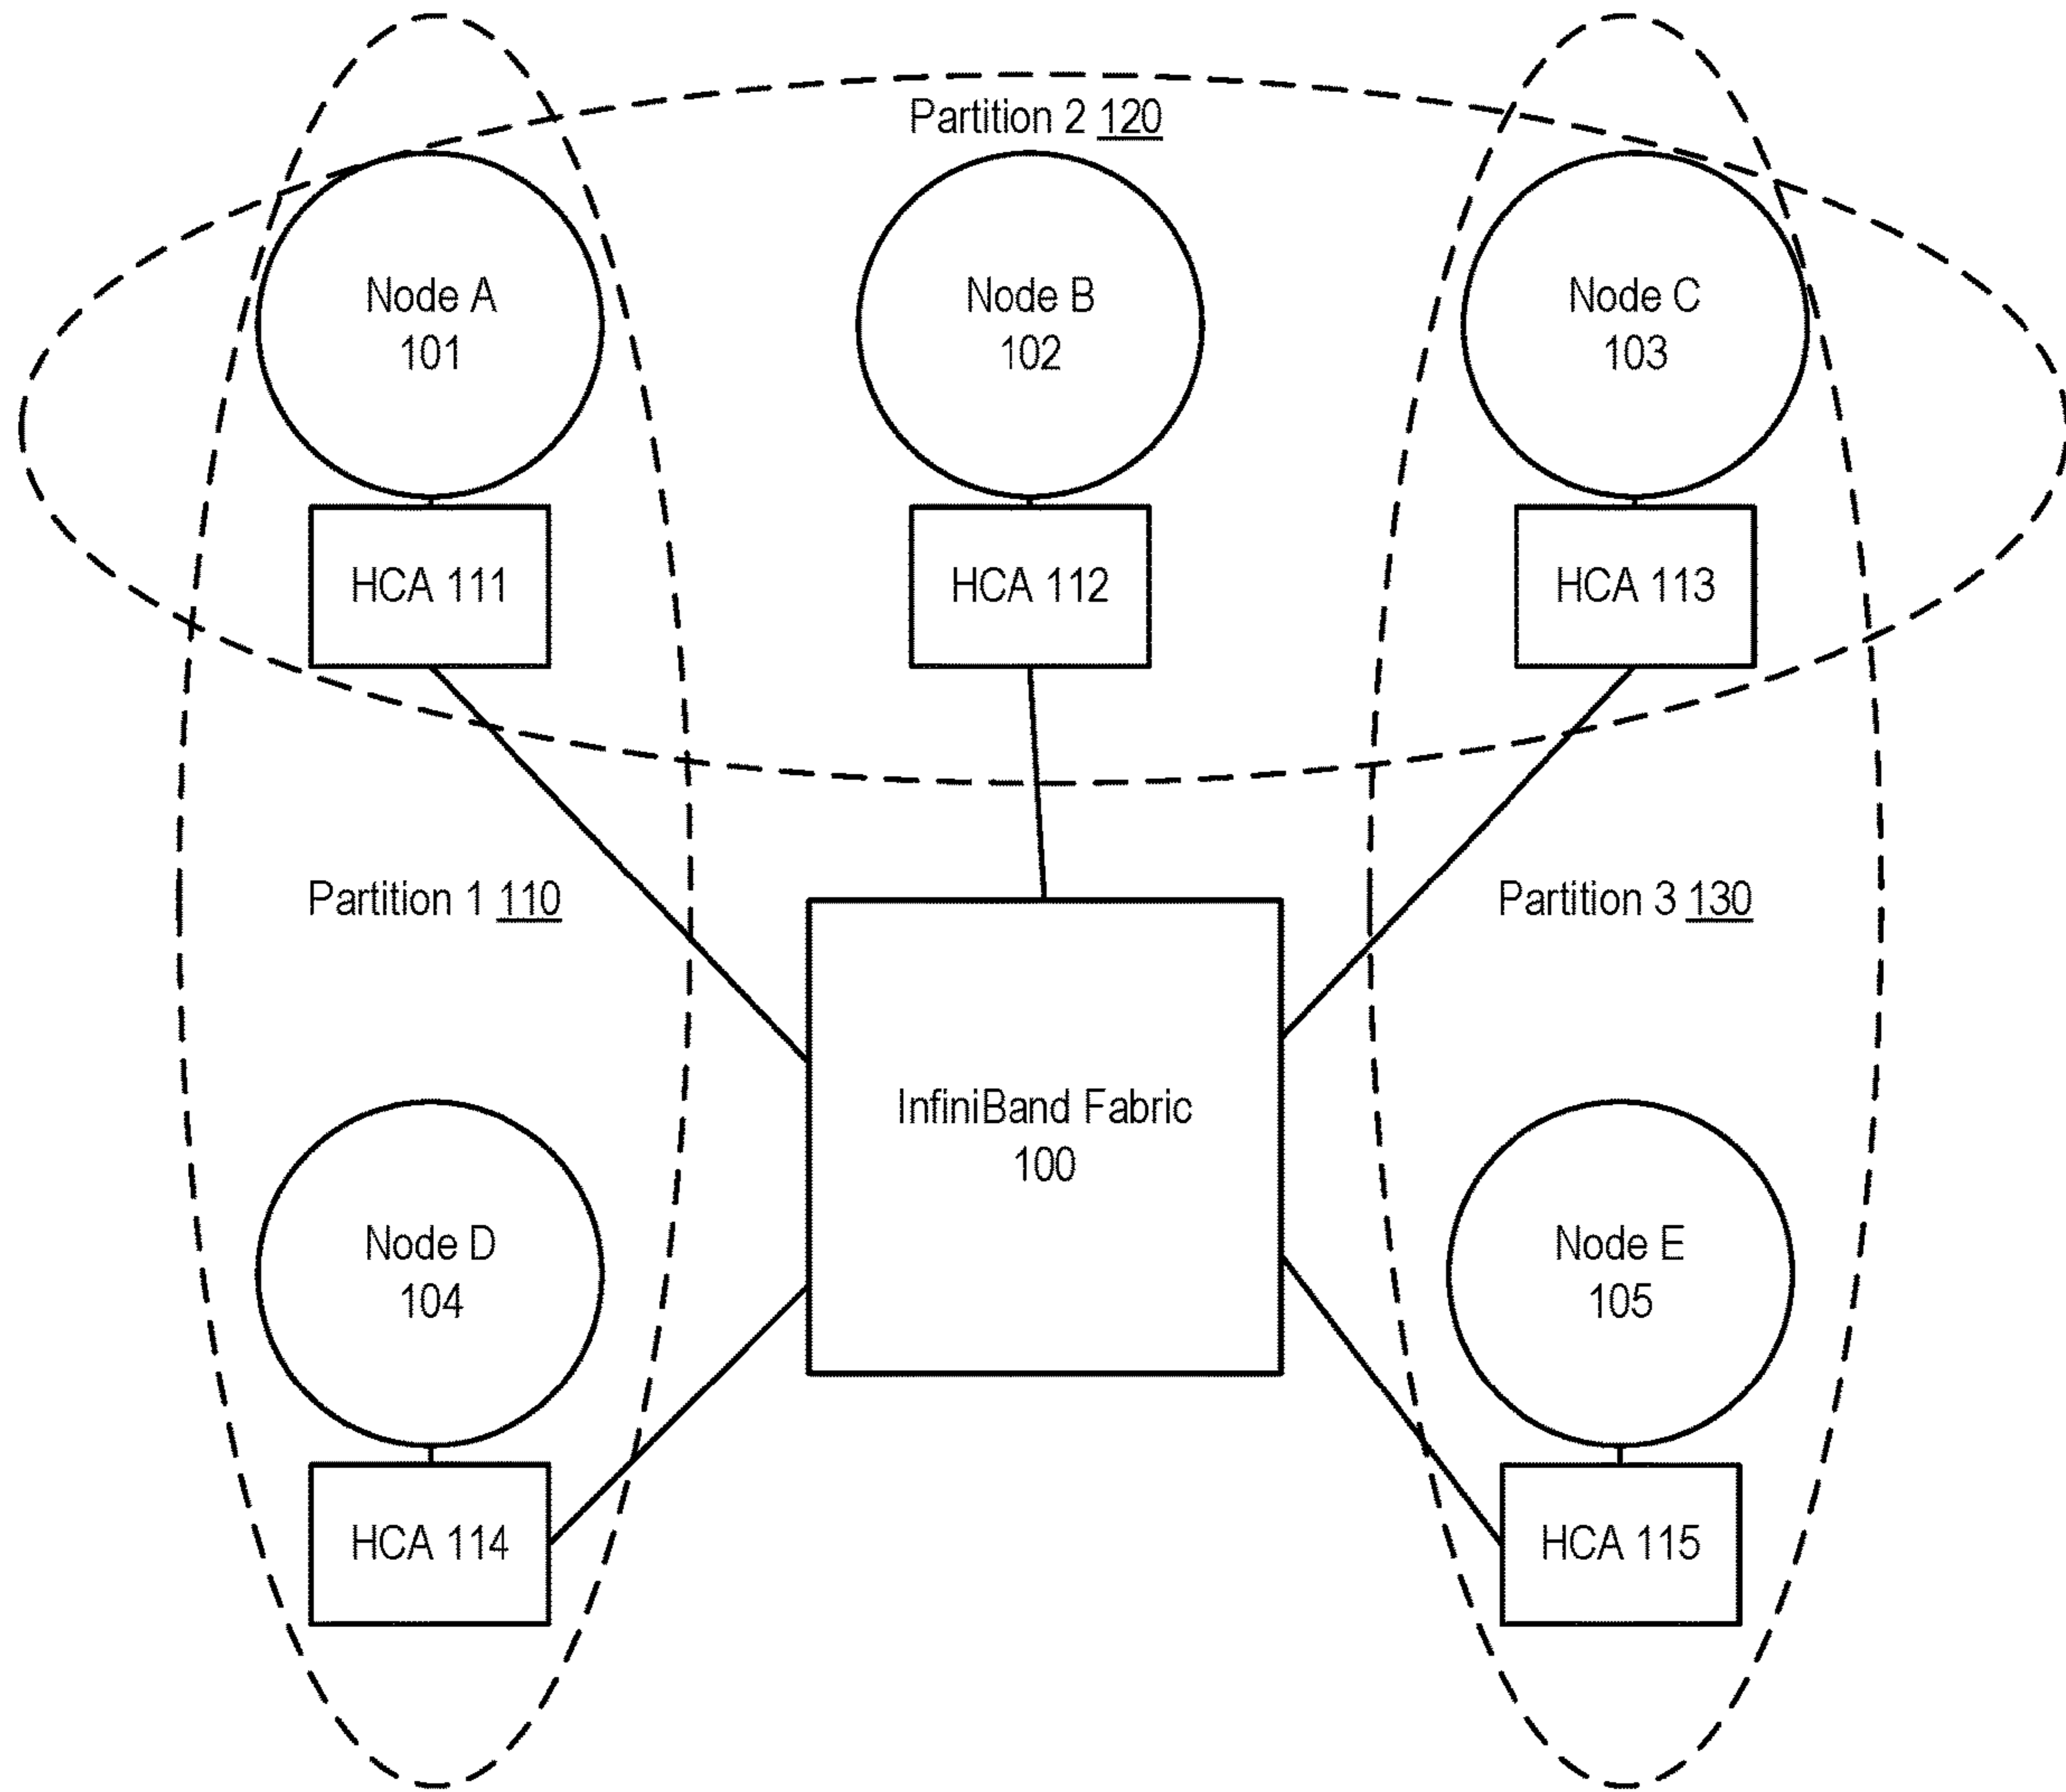 Partition 2 120
Node A
101
Node B
102
Node C
103
HCA 111
HCA 112
HCA 113
Partition 1 110
Partition 3 130
InfiniBand Fabric
100
Node D
104
Node E
105
HCA 114
HCA 115